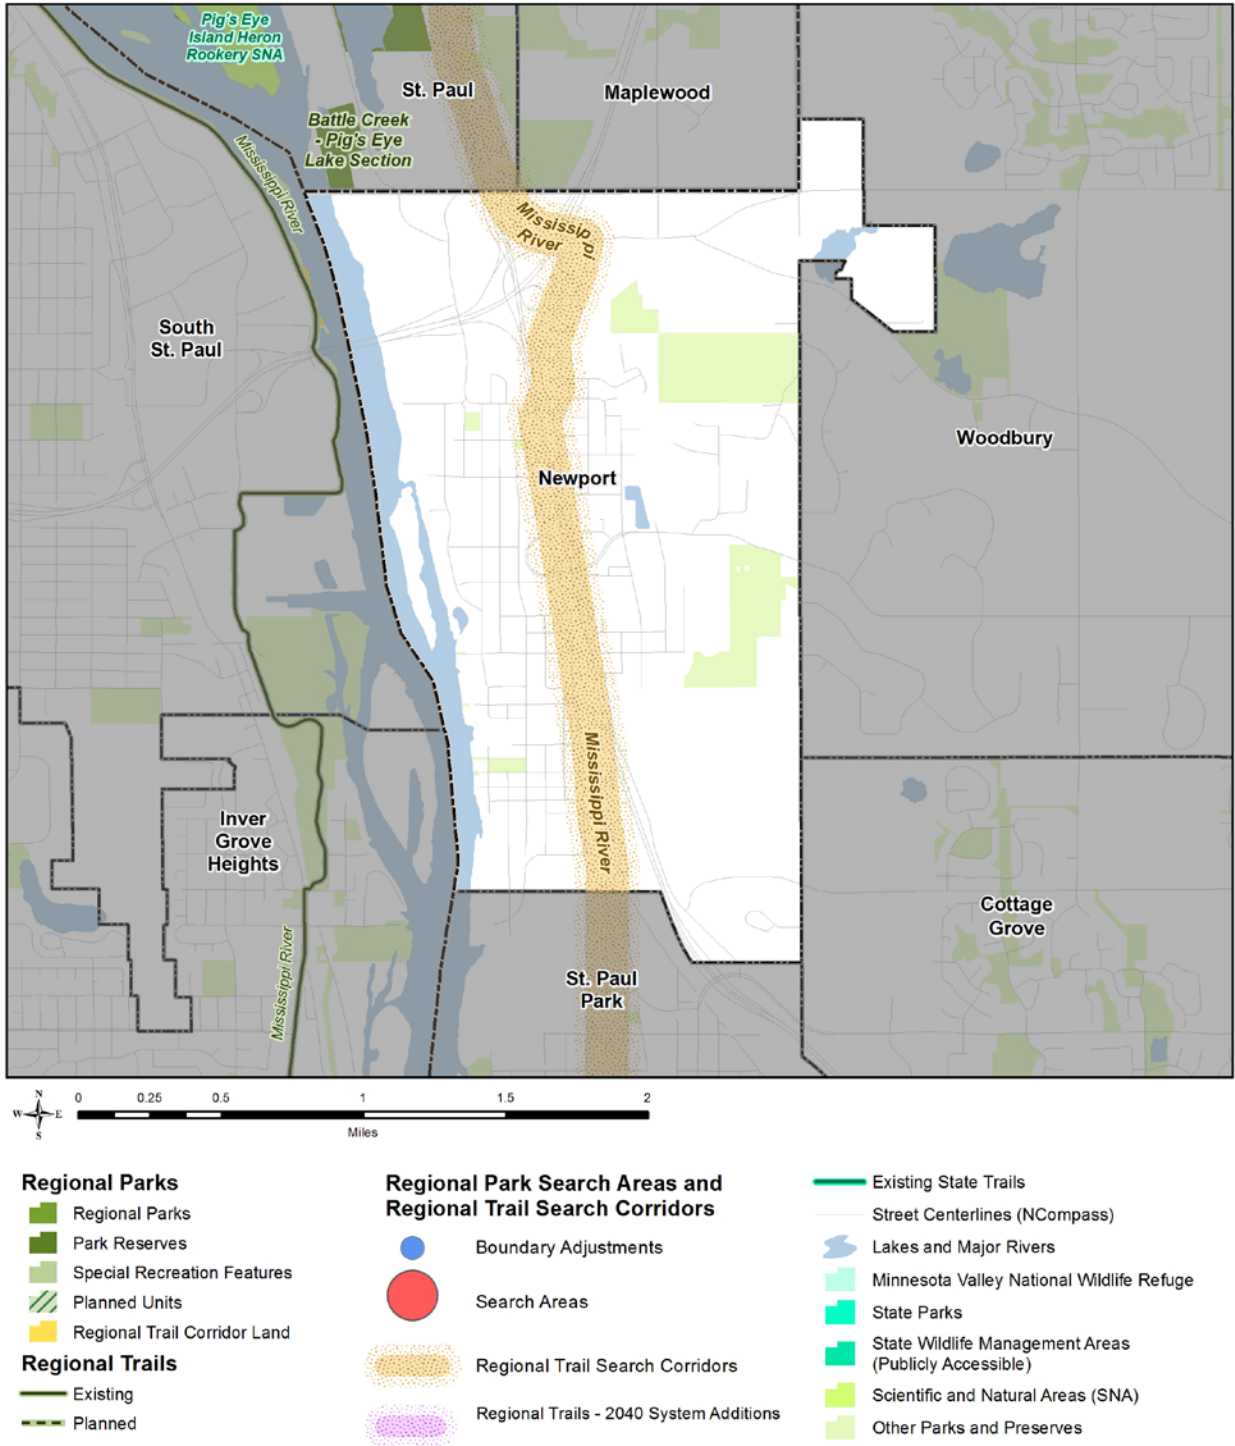 Pig's Eye
Island Heron
Rookery SNA
St. Paul
Maplewood
Battle Creek
- Pig's Eye
Lake Section
Mississippi River
Mississippi
River
South
St. Paul
Woodbury
Newport
Mississippi River
Inver
Grove
Heights
Cottage
Grove
Mississippi River
St. Paul
Park
N
W E
S
0 0.25 0.5 1 1.5 2
Miles
Regional Parks
Regional Parks
Park Reserves
Special Recreation Features
Planned Units
Regional Trail Corridor Land
Regional Trails
Existing
Planned
Regional Park Search Areas and
Regional Trail Search Corridors
Boundary Adjustments
Search Areas
Regional Trail Search Corridors
Regional Trails - 2040 System Additions
Existing State Trails
Street Centerlines (NCompass)
Lakes and Major Rivers
Minnesota Valley National Wildlife Refuge
State Parks
State Wildlife Management Areas
(Publicly Accessible)
Scientific and Natural Areas (SNA)
Other Parks and Preserves